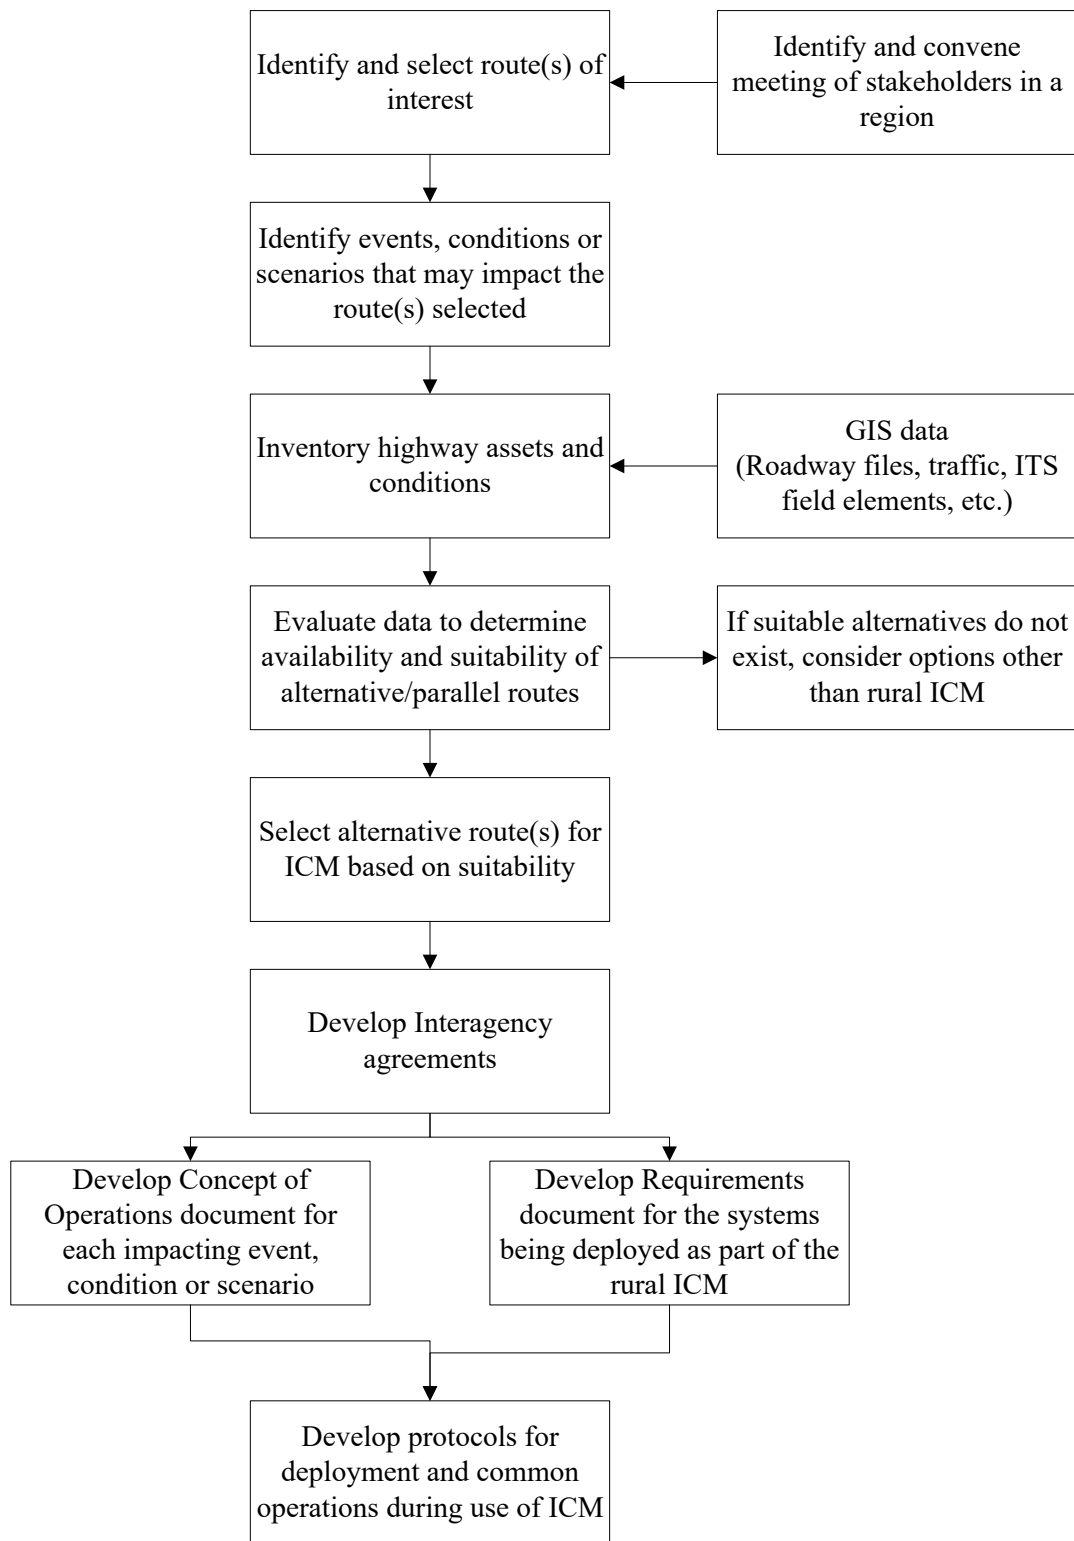 Identify and select route(s) of
interest
Identify and convene
meeting of stakeholders in a
region
Identify events, conditions or
scenarios that may impact the
route(s) selected
Inventory highway assets and
conditions
GIS data
(Roadway files, traffic, ITS
field elements, etc.)
Evaluate data to determine
availability and suitability of
alternative/parallel routes
If suitable alternatives do not
exist, consider options other
than rural ICM
Select alternative route(s) for
ICM based on suitability
Develop Interagency
agreements
Develop Concept of
Operations document for
each impacting event,
condition or scenario
Develop Requirements
document for the systems
being deployed as part of the
rural ICM
Develop protocols for
deployment and common
operations during use of ICM